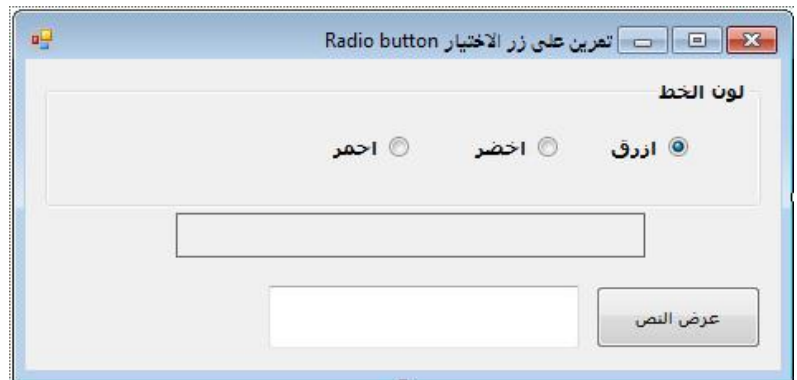 تمرين على زر الاختيار Radio button
لون الخط
ازرق اخضر احمر
عرض النص